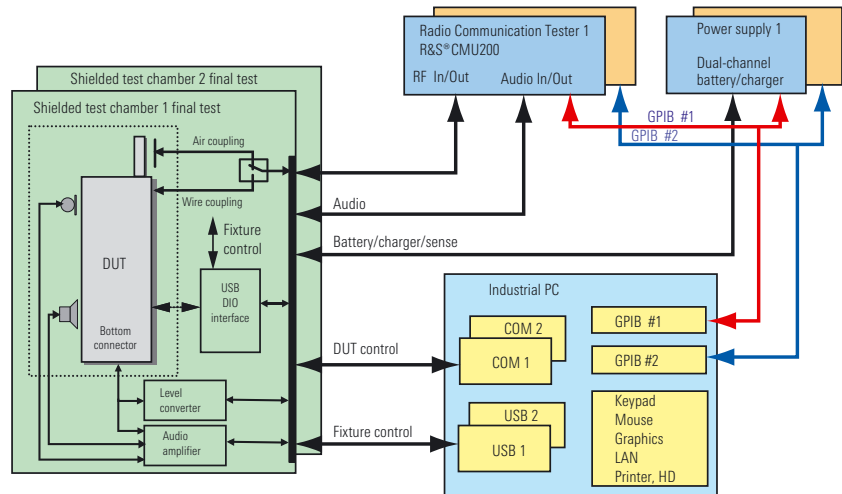 Radio Communication Tester 1
R&S®CMU200
RF In/Out Audio In/Out
Power supply 1
Dual-channel
battery/charger
GPIB #1
GPIB #2
Shielded test chamber 2 final test
Shielded test chamber 1 final test
Air coupling
Wire coupling
Fixture
control
DUT
Bottom
connector
USB
DIO
interface
Level
converter
Audio
amplifier
Audio
Battery/charger/sense
DUT control
Fixture control
Industrial PC
COM 2
COM 1
USB 2
USB 1
GPIB #1
GPIB #2
Keypad
Mouse
Graphics
LAN
Printer, HD